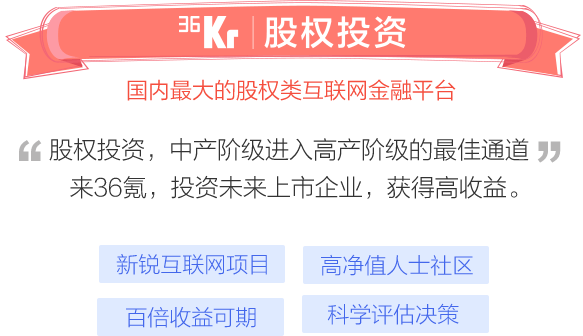 36Kr | 股权投资
国内最大的股权类互联网金融平台
“股权投资，中产阶级进入高产阶级的最佳通道”
来36氪，投资未来上市企业，获得高收益。
新锐互联网项目 高净值人士社区
百倍收益可期 科学评估决策